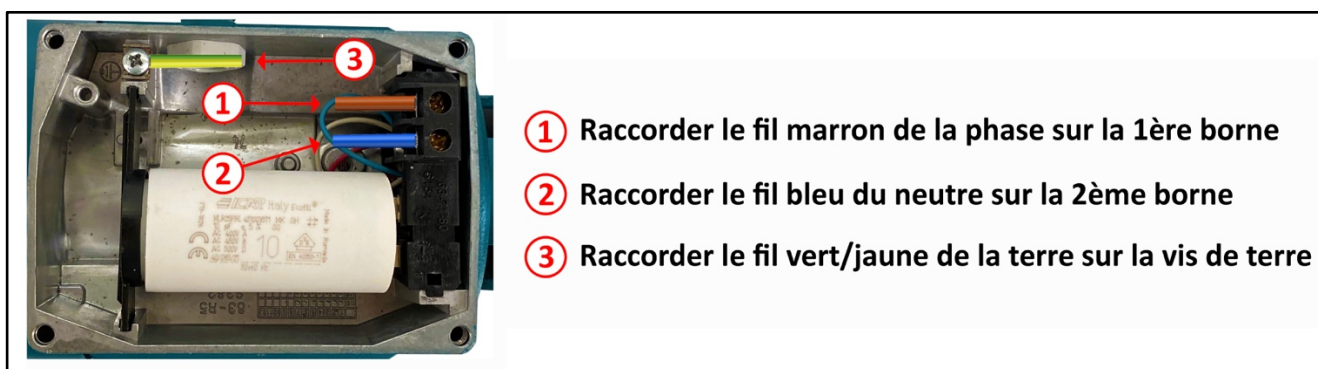 3
1
2
Italy
10
1 Raccorder le fil marron de la phase sur la 1ère borne
2 Raccorder le fil bleu du neutre sur la 2ème borne
3 Raccorder le fil vert/jaune de la terre sur la vis de terre